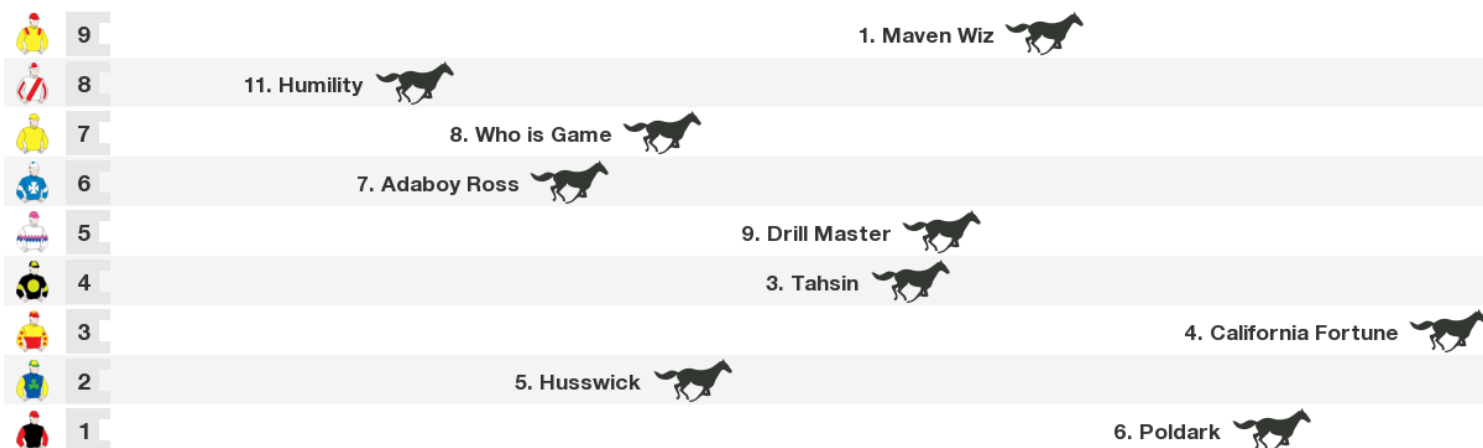 9 1. Maven Wiz
8 11. Humility
7 8. Who is Game
6 7. Adaboy Ross
5 9. Drill Master
4 3. Tahsin
3 4. California Fortune
2 5. Husswick
1 6. Poldark